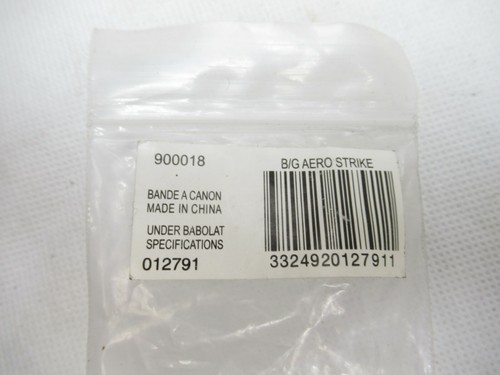 900018
BANDE A CANON
MADE IN CHINA
UNDER BABOLAT
SPECIFICATIONS
012791
B/G AERO STRIKE
3324920127911